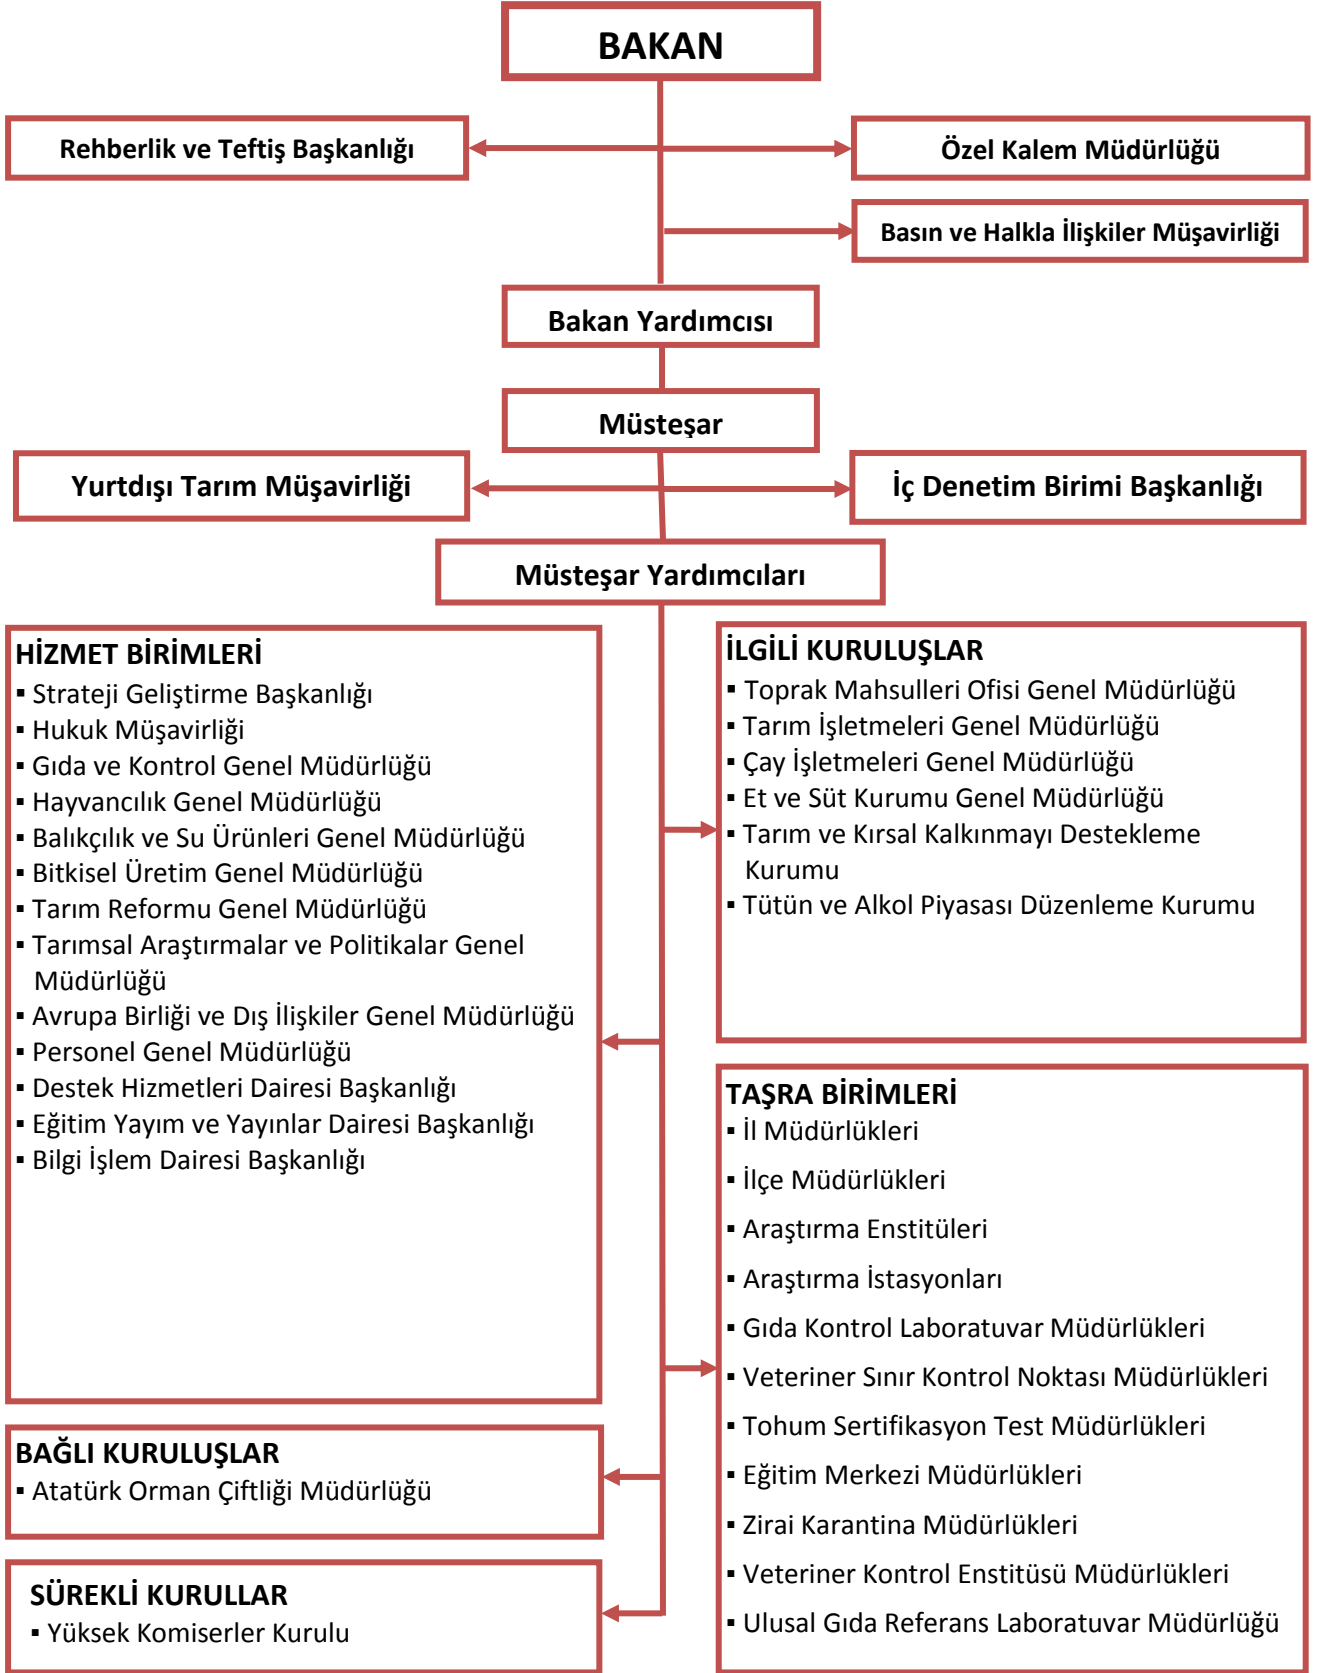 BAKAN
Rehberlik ve Teftiş Başkanlığı
Özel Kalem Müdürlüğü
Basın ve Halkla İlişkiler Müşavirliği
Bakan Yardımcısı
Müsteşar
Yurtdışı Tarım Müşavirliği
İç Denetim Birimi Başkanlığı
Müsteşar Yardımcıları
HİZMET BİRİMLERİ
▪ Strateji Geliştirme Başkanlığı
▪ Hukuk Müşavirliği
▪ Gıda ve Kontrol Genel Müdürlüğü
▪ Hayvancılık Genel Müdürlüğü
▪ Balıkçılık ve Su Ürünleri Genel Müdürlüğü
▪ Bitkisel Üretim Genel Müdürlüğü
▪ Tarım Reformu Genel Müdürlüğü
▪ Tarımsal Araştırmalar ve Politikalar Genel
Müdürlüğü
▪ Avrupa Birliği ve Dış İlişkiler Genel Müdürlüğü
▪ Personel Genel Müdürlüğü
▪ Destek Hizmetleri Dairesi Başkanlığı
▪ Eğitim Yayım ve Yayınlar Dairesi Başkanlığı
▪ Bilgi İşlem Dairesi Başkanlığı
İLGİLİ KURULUŞLAR
▪ Toprak Mahsulleri Ofisi Genel Müdürlüğü
▪ Tarım İşletmeleri Genel Müdürlüğü
▪ Çay İşletmeleri Genel Müdürlüğü
▪ Et ve Süt Kurumu Genel Müdürlüğü
▪ Tarım ve Kırsal Kalkınmayı Destekleme
Kurumu
▪ Tütün ve Alkol Piyasası Düzenleme Kurumu
TAŞRA BİRİMLERİ
▪ İl Müdürlükleri
▪ İlçe Müdürlükleri
▪ Araştırma Enstitüleri
▪ Araştırma İstasyonları
▪ Gıda Kontrol Laboratuvar Müdürlükleri
▪ Veteriner Sınır Kontrol Noktası Müdürlükleri
▪ Tohum Sertifikasyon Test Müdürlükleri
▪ Eğitim Merkezi Müdürlükleri
▪ Zirai Karantina Müdürlükleri
▪ Veteriner Kontrol Enstitüsü Müdürlükleri
▪ Ulusal Gıda Referans Laboratuvar Müdürlüğü
BAĞLI KURULUŞLAR
▪ Atatürk Orman Çiftliği Müdürlüğü
SÜREKLİ KURULLAR
▪ Yüksek Komiserler Kurulu